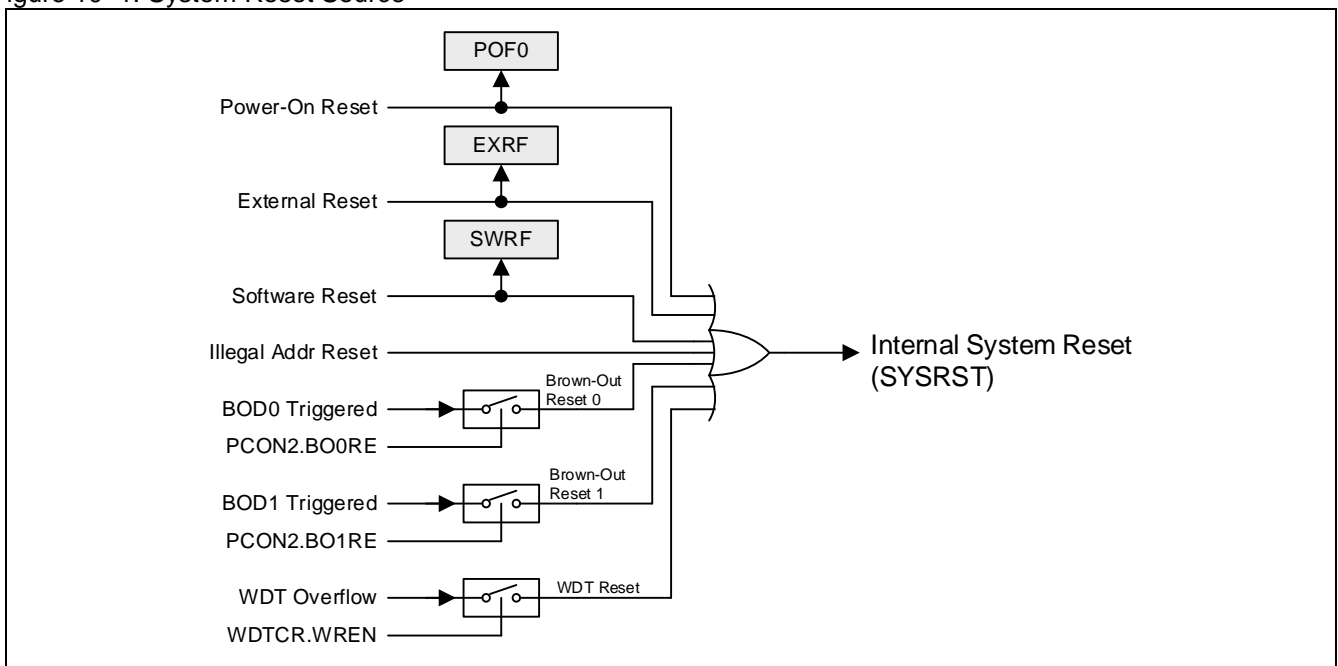 POF0
Power-On Reset
EXRF
External Reset
SWRF
Software Reset
Illegal Addr Reset
Internal System Reset
(SYSRST)
Brown-Out
Reset 0
BOD0 Triggered
PCON2.BO0RE
Brown-Out
Reset 1
BOD1 Triggered
PCON2.BO1RE
WDT Reset
WDT Overflow
WDTCR.WREN